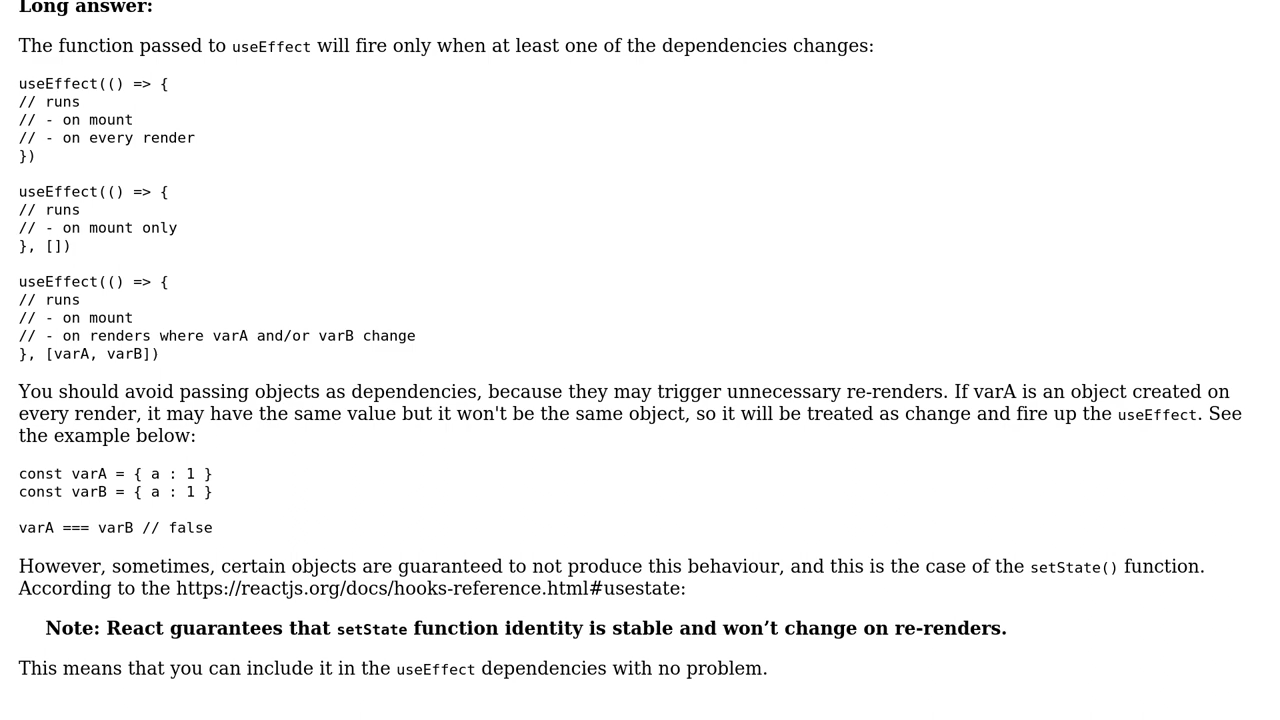 Long answer:
The function passed to useEffect will fire only when at least one of the dependencies changes:
useEffect(() => {
// runs
// - on mount
// - on every render
})
useEffect(() => {
// runs
// - on mount only
}, [])
useEffect(() => {
// runs
// - on mount
// - on renders where varA and/or varB change
}, [varA, varB])
You should avoid passing objects as dependencies, because they may trigger unnecessary re-renders. If varA is an object created on
every render, it may have the same value but it won't be the same object, so it will be treated as change and fire up the useEffect. See
the example below:
const varA = { a : 1 }
const varB = { a : 1 }
varA === varB // false
However, sometimes, certain objects are guaranteed to not produce this behaviour, and this is the case of the setState() function.
According to the https://reactjs.org/docs/hooks-reference.html#usestate:
Note: React guarantees that setState function identity is stable and won’t change on re-renders.
This means that you can include it in the useEffect dependencies with no problem.